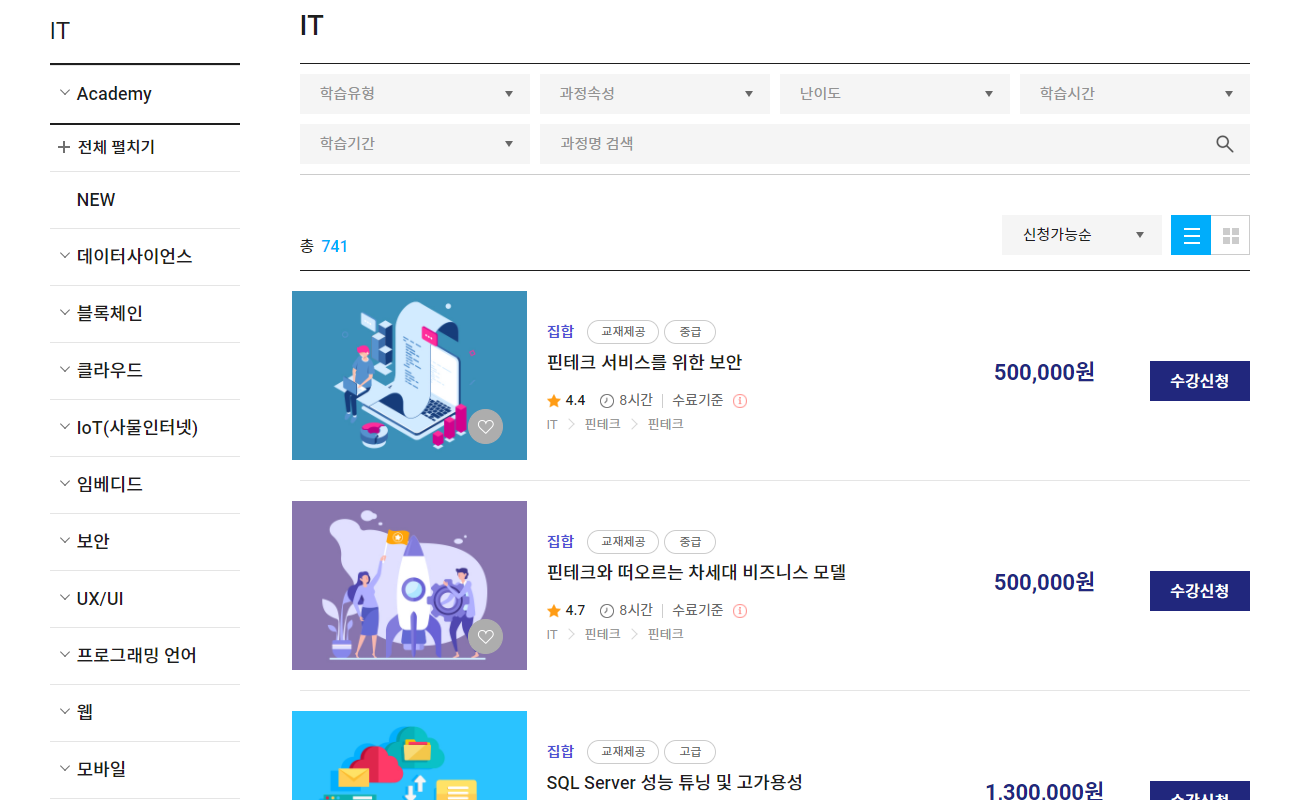 IT
Academy
전체 펼치기
NEW
데이터사이언스
블록체인
클라우드
IoT(사물인터넷)
임베디드
보안
UX/UI
프로그래밍 언어
웹
모바일
IT
학습유형 과정속성 난이도 학습시간
학습기간 과정명 검색
총 741 신청가능순
집합 교재제공 중급
핀테크 서비스를 위한 보안
4.4 8시간 수료기준
IT 핀테크 핀테크
500,000원 수강신청
집합 교재제공 중급
핀테크와 떠오르는 차세대 비즈니스 모델
4.7 8시간 수료기준
IT 핀테크 핀테크
500,000원 수강신청
집합 교재제공 고급
SQL Server 성능 튜닝 및 고가용성
1,300,000원 수강신청